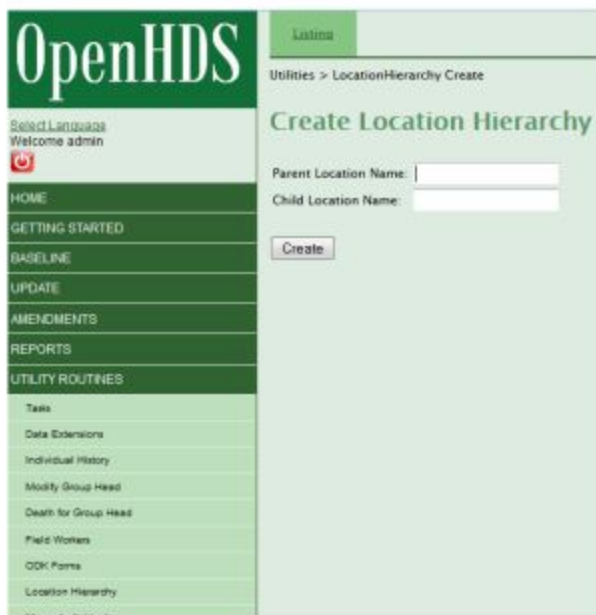 OpenHDS
Select Language
Welcome admin
HOME
GETTING STARTED
BASELINE
UPDATE
AMENDMENTS
REPORTS
UTILITY ROUTINES
Tasks
Data Extensions
Individual History
Modify Group Head
Death for Group Head
Field Workers
ODK Forms
Location Hierarchy
Listing
Utilities > LocationHierarchy Create
Create Location Hierarchy
Parent Location Name:
Child Location Name:
Create